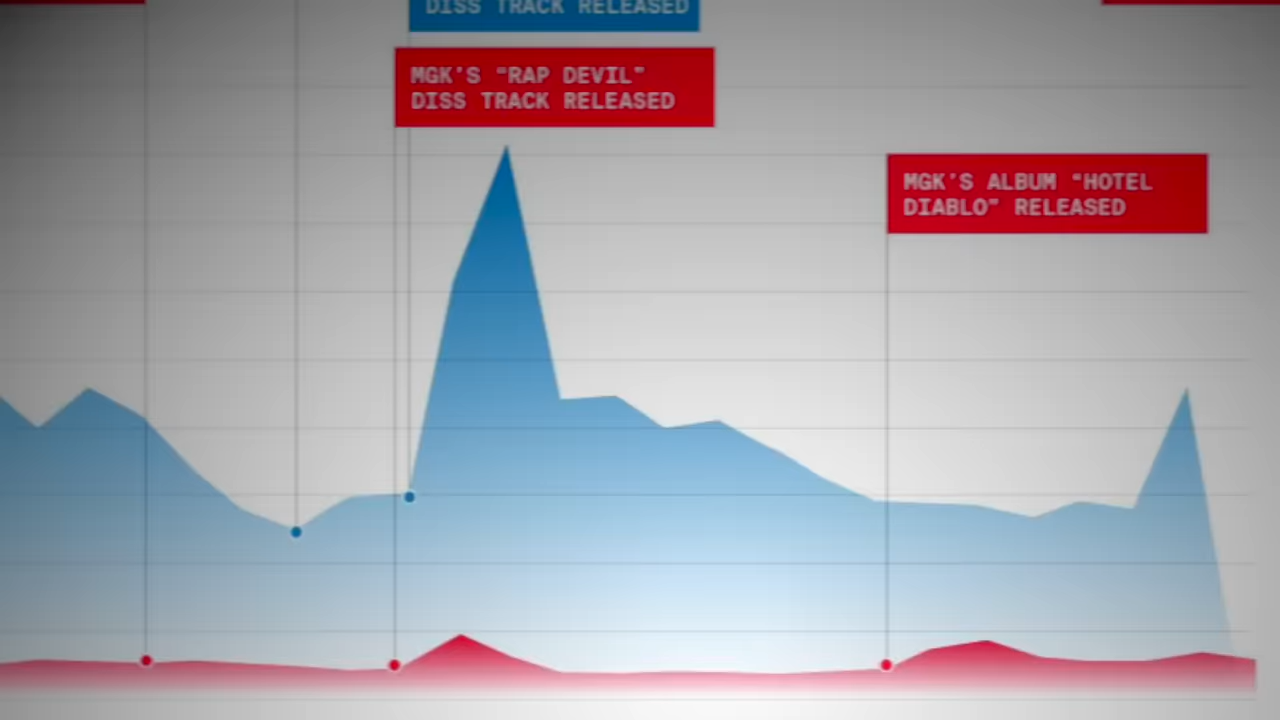 DISS TRACK RELEASED
MGK'S "RAP DEVIL"
DISS TRACK RELEASED
MGK'S ALBUM "HOTEL
DIABLO" RELEASED